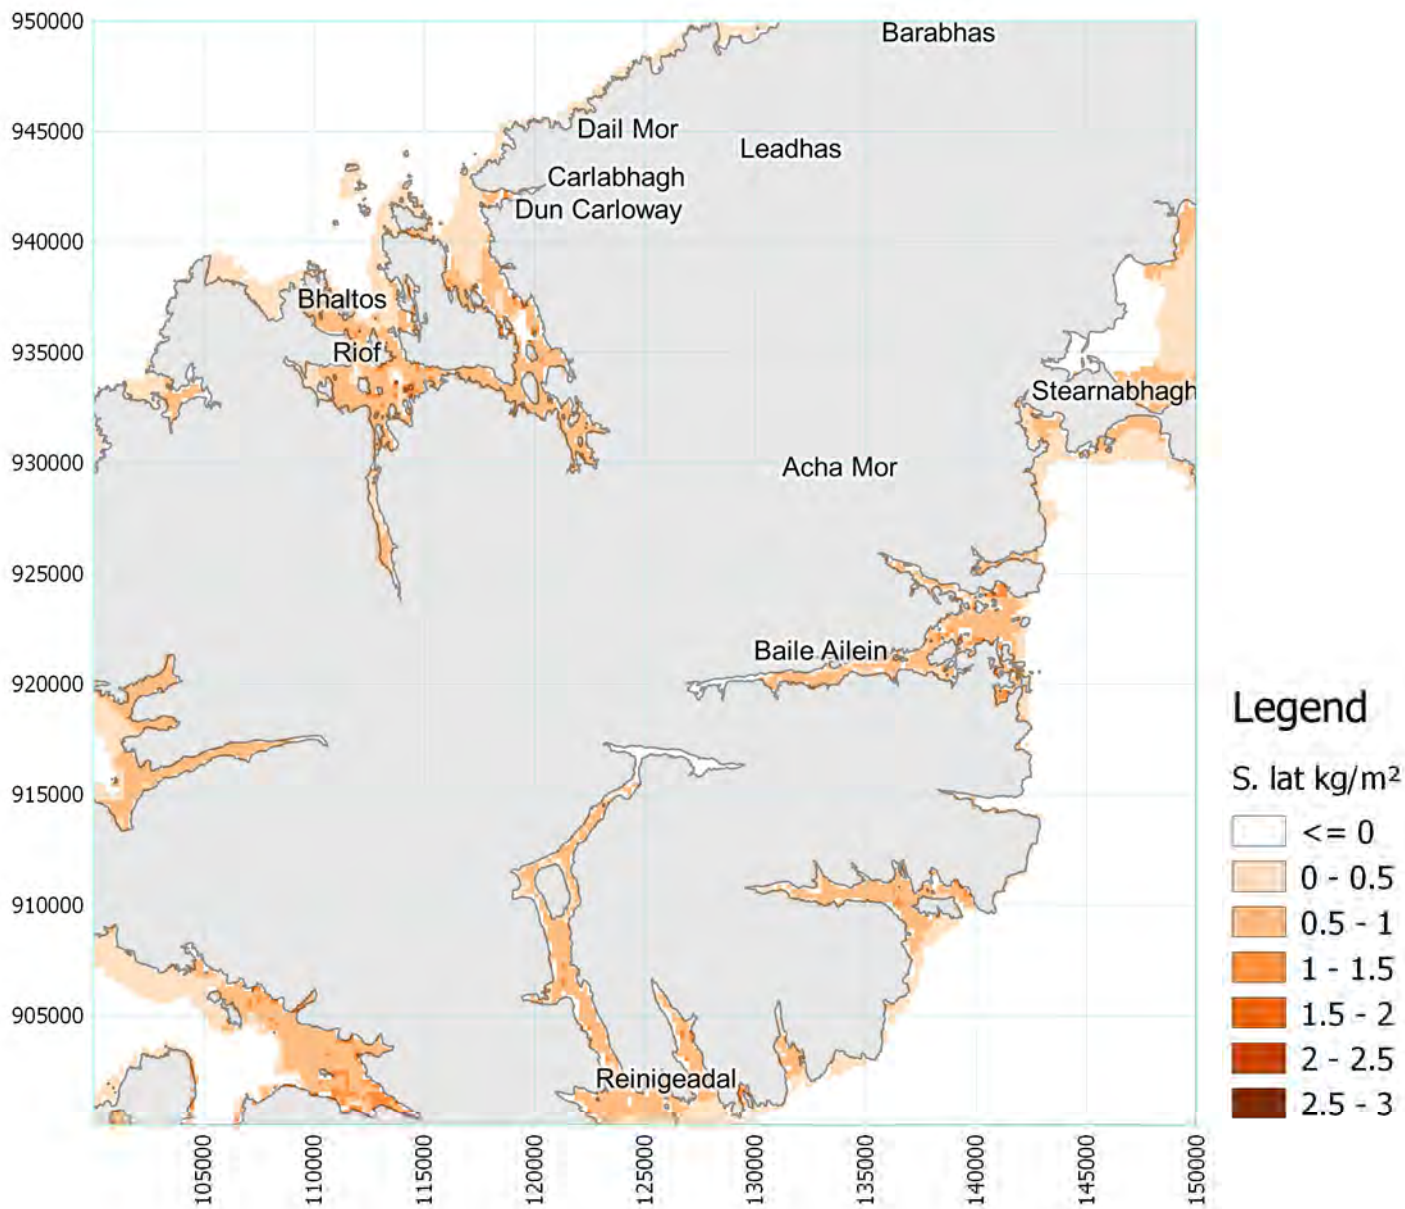 950000
Barabhas
945000
Dail Mor
Leadhas
Carlabhagh
Dun Carloway
940000
Bhaltos
935000
Riof
Stearnabhagh
930000
Acha Mor
925000
Baile Ailein
920000
915000
910000
905000
Reinigeadal
105000
110000
115000
120000
125000
130000
135000
140000
145000
150000
Legend
S. lat kg/m²
<= 0
0 - 0.5
0.5 - 1
1 - 1.5
1.5 - 2
2 - 2.5
2.5 - 3